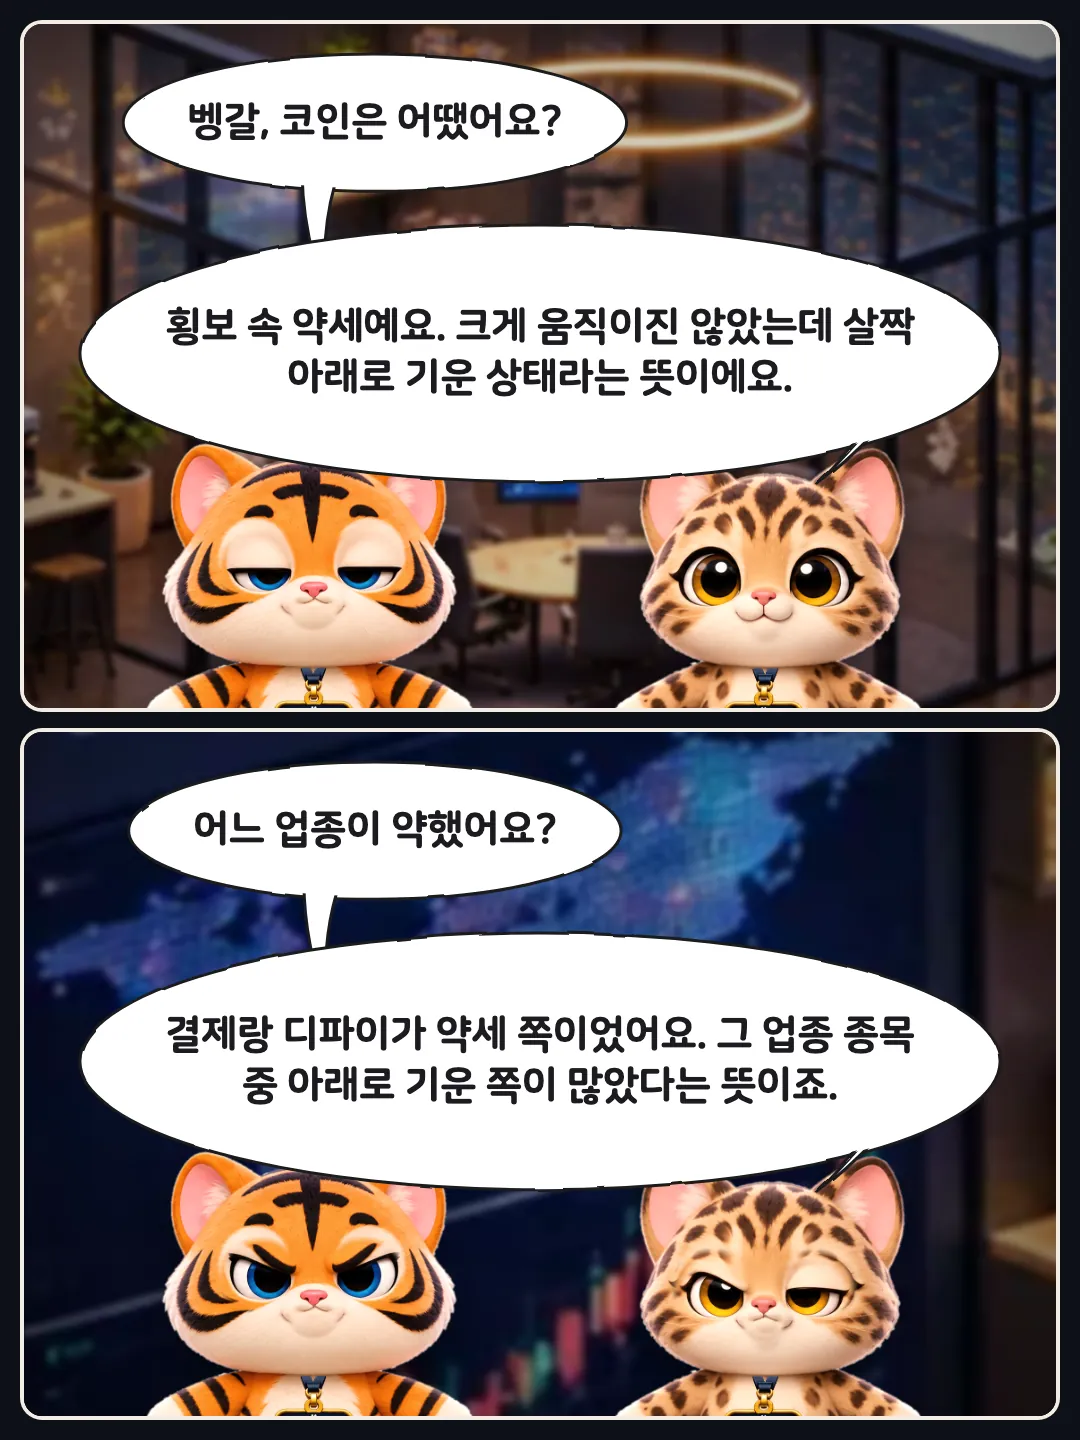 벵갈, 코인은 어땠어요?
횡보 속 약세예요. 크게 움직이진 않았는데 살짝
아래로 기운 상태라는 뜻이에요.
어느 업종이 약했어요?
결제랑 디파이가 약세 쪽이었어요. 그 업종 종목
중 아래로 기운 쪽이 많았다는 뜻이죠.